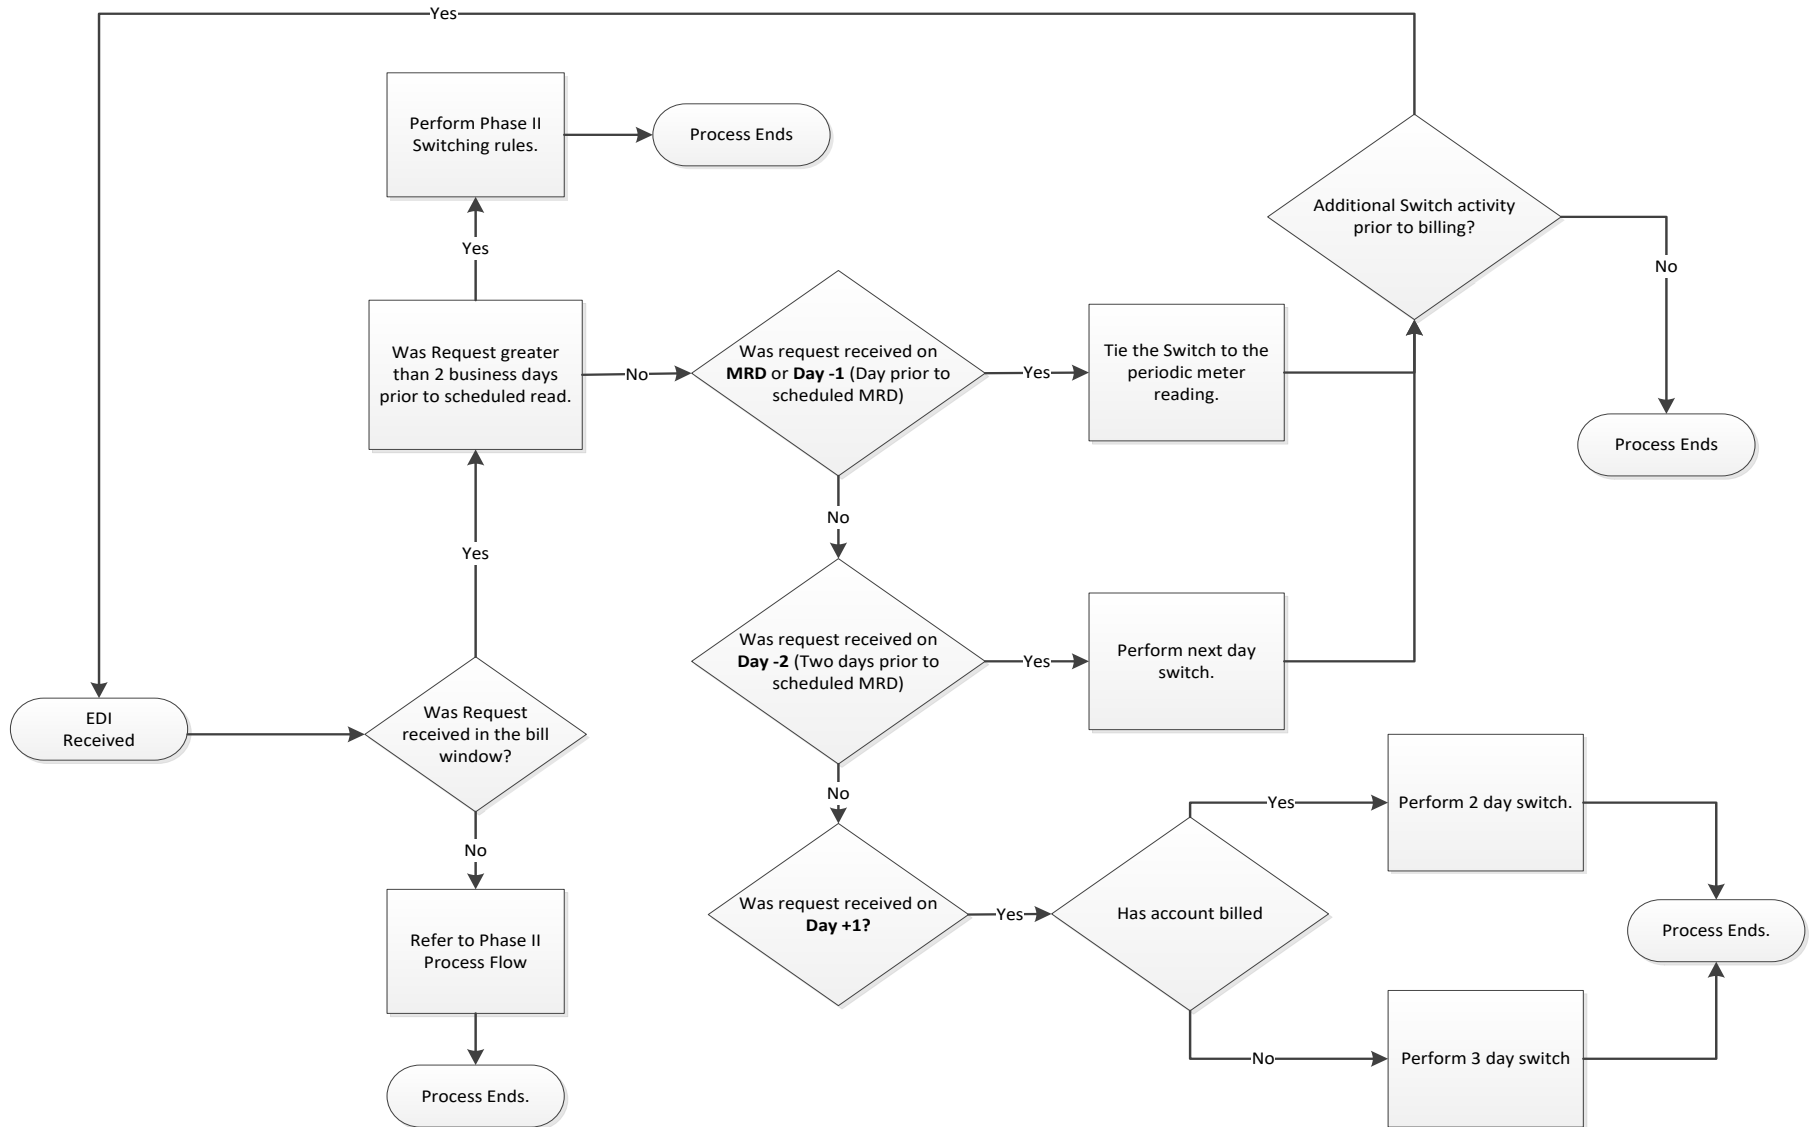 Yes
Perform Phase II
Switching rules.
Process Ends
Additional Switch activity
prior to billing?
Yes
No
Was Request greater
than 2 business days
prior to scheduled read.
No
Was request received on
MRD or Day -1 (Day prior to
scheduled MRD)
Yes
Tie the Switch to the
periodic meter
reading.
Process Ends
No
Yes
Was request received on
Day -2 (Two days prior to
scheduled MRD)
Yes
Perform next day
switch.
EDI
Received
Was Request
received in the bill
window?
No
Yes
Perform 2 day switch.
No
Was request received on
Day +1?
Yes
Has account billed
Process Ends.
Refer to Phase II
Process Flow
No
Perform 3 day switch
Process Ends.